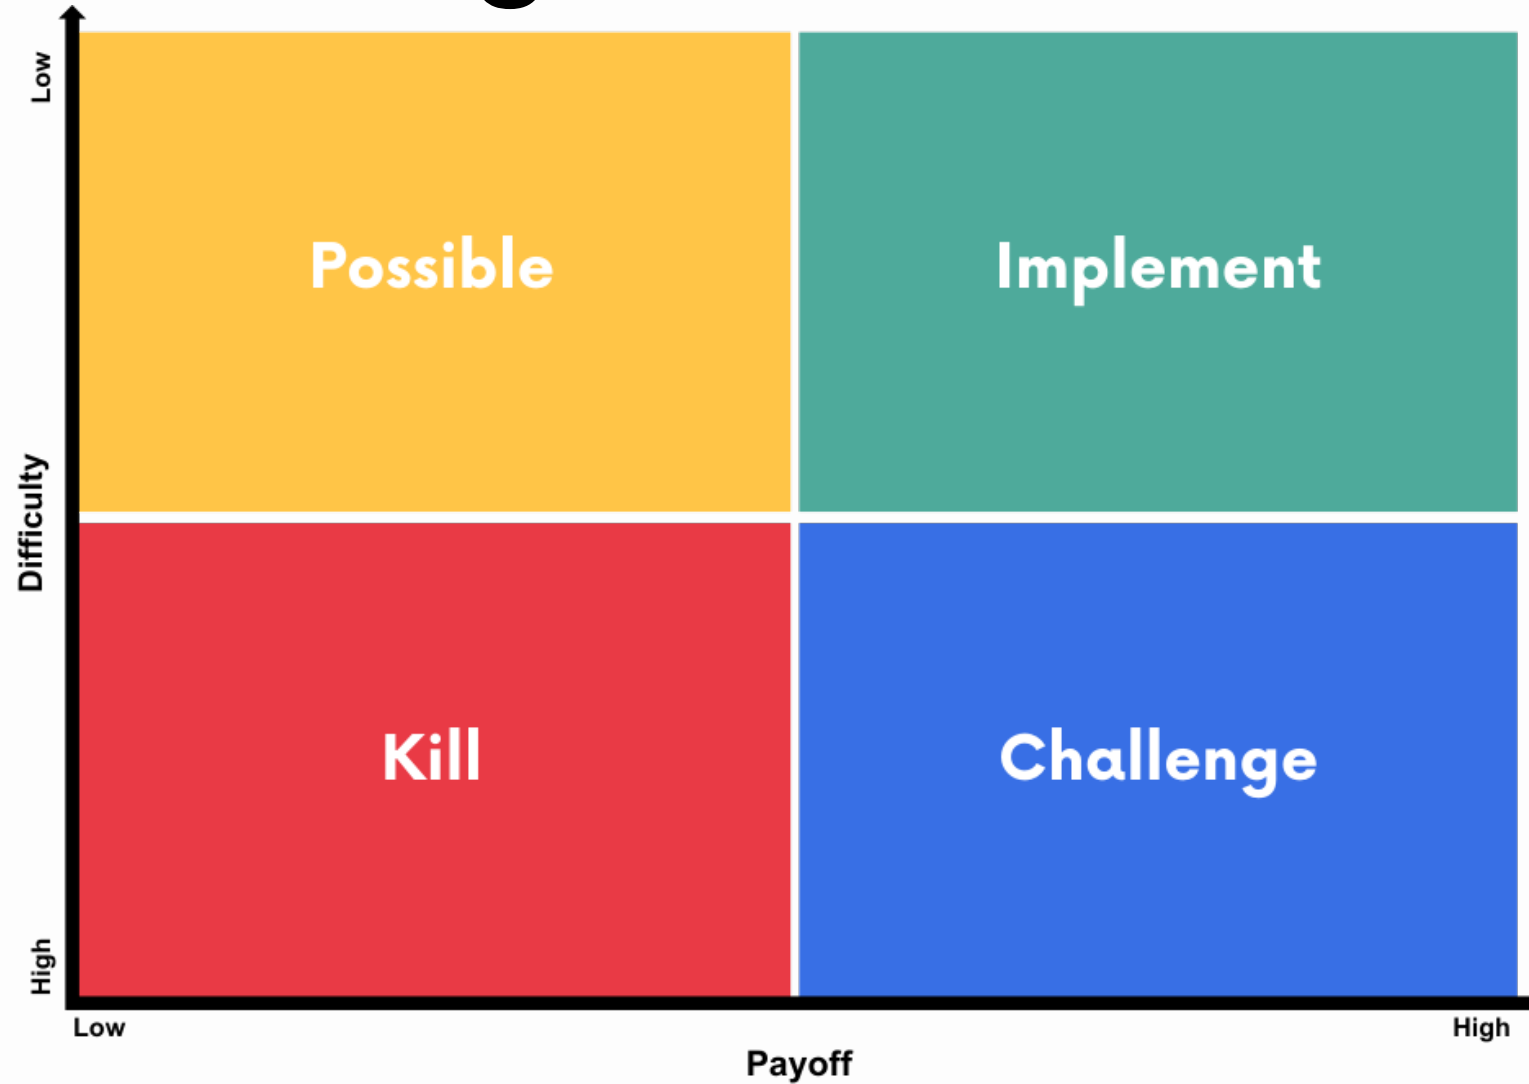 Low
Possible
Implement
Difficulty
Kill
Challenge
High
Low
High
Payoff